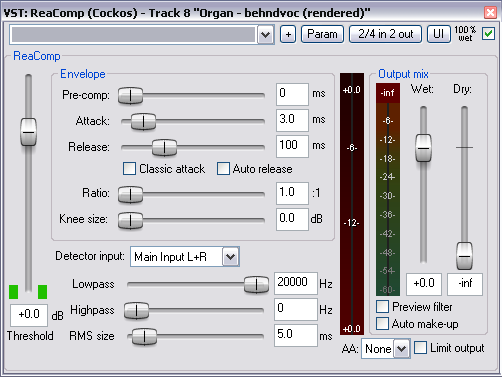 VST: ReaComp (Cockos) - Track 8 "Organ - behndvoc (rendered)"
+ Param 2/4 in 2 out UI 100% wet
ReaComp
Envelope
Pre-comp: 0 ms
Attack: 3.0 ms
Release: 100 ms
Classic attack Auto release
Ratio: 1.0 :1
Knee size: 0.0 dB
Detector input: Main Input L+R
Lowpass 20000 Hz
Highpass 0 Hz
RMS size 5.0 ms
+0.0 dB
Threshold
+0.0
-6-
-12-
+0.0
AA: None
Limit output
Output mix
-inf
-6-
-12-
-18-
-24-
-30-
-36-
-42-
-48-
-54-
-60-
Wet: Dry:
+0.0 -inf
Preview filter
Auto make-up